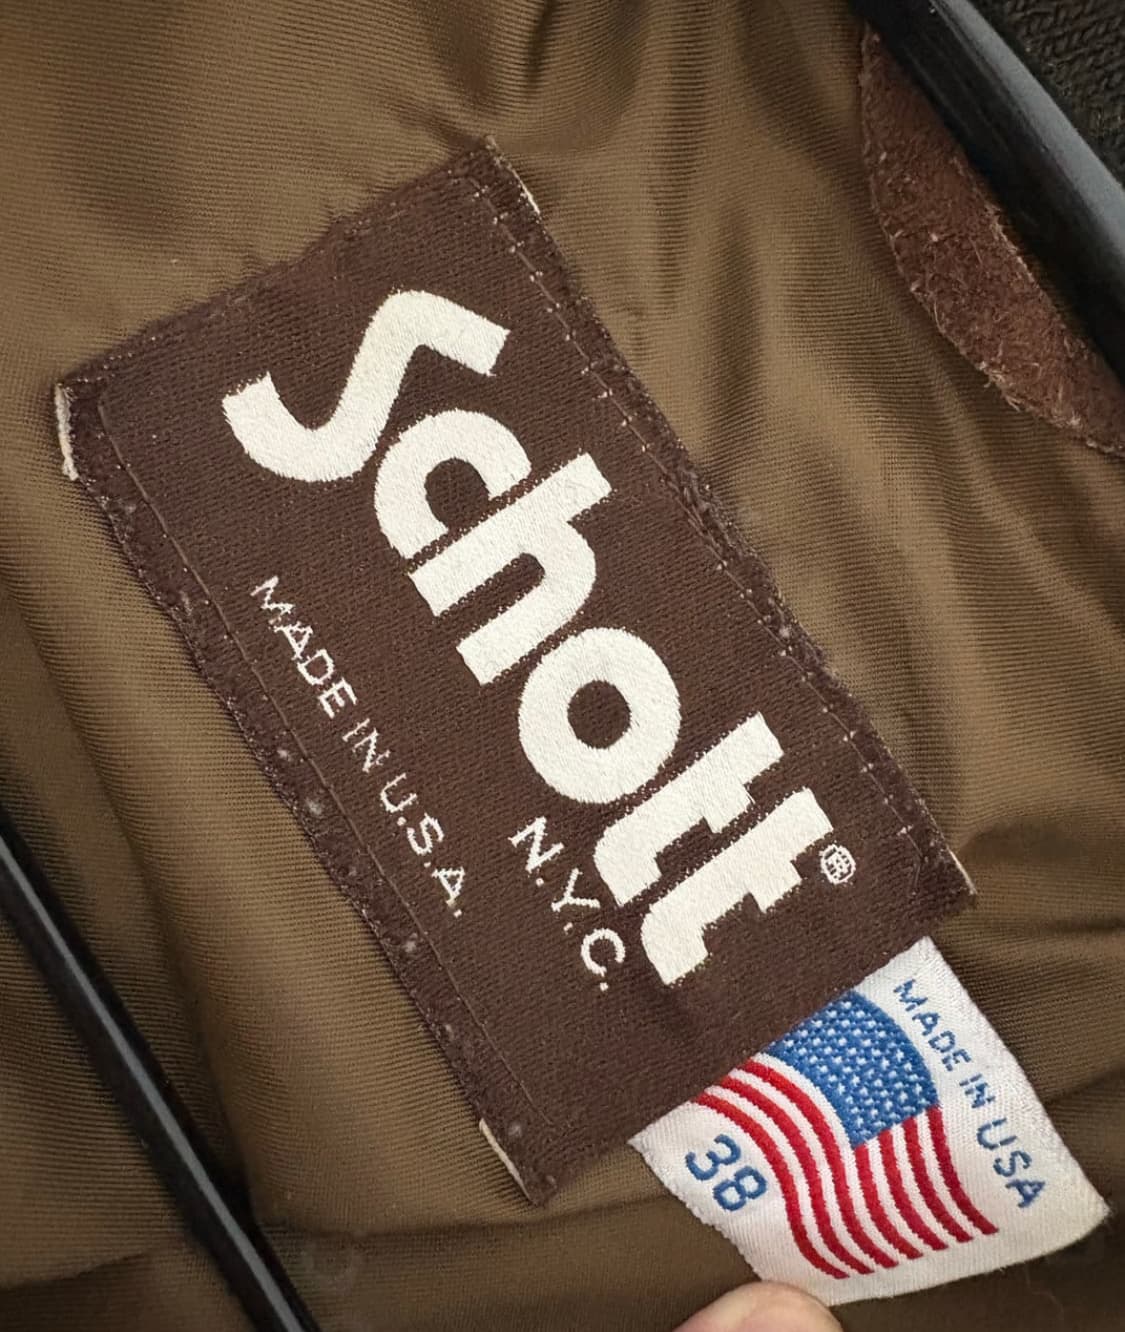 Schott®
N.Y.C.
MADE IN U.S.A.
MADE IN USA
38